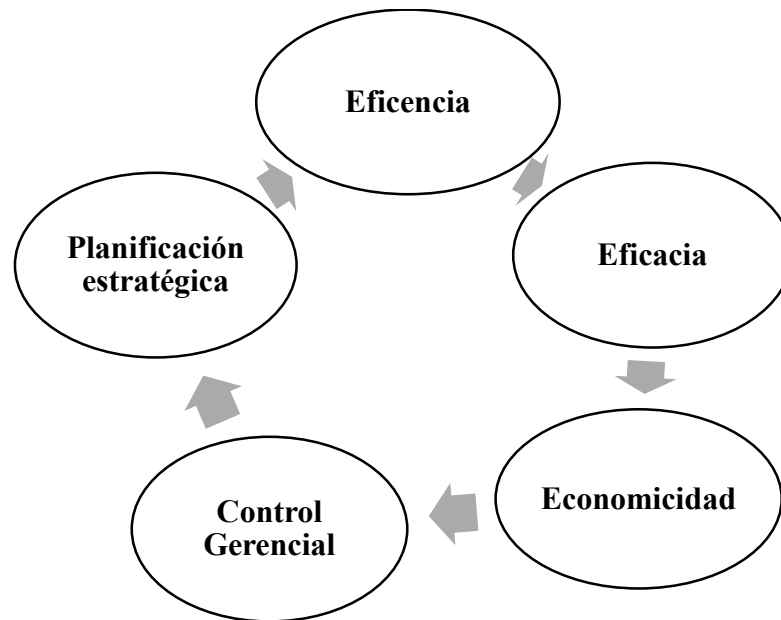 Eficencia
Eficacia
Economicidad
Control
Gerencial
Planificación
estratégica